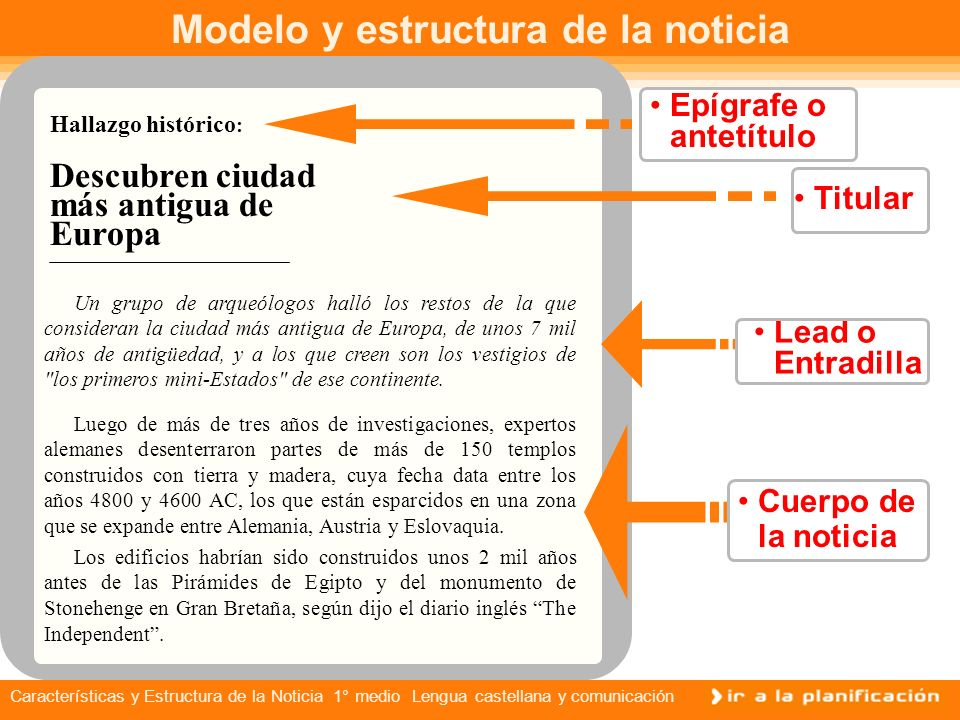 Modelo y estructura de la noticia
Hallazgo histórico:
• Epígrafe o
antetítulo
Descubren ciudad
más antigua de
Europa
• Titular
Un grupo de arqueólogos halló los restos de la que
consideran la ciudad más antigua de Europa, de unos 7 mil
años de antigüedad, y a los que creen son los vestigios de
"los primeros mini-Estados" de ese continente.
• Lead o
Entradilla
Luego de más de tres años de investigaciones, expertos
alemanes desenterraron partes de más de 150 templos
construidos con tierra y madera, cuya fecha data entre los
años 4800 y 4600 AC, los que están esparcidos en una zona
que se expande entre Alemania, Austria y Eslovaquia.
Los edificios habrían sido construidos unos 2 mil años
antes de las Pirámides de Egipto y del monumento de
Stonehenge en Gran Bretaña, según dijo el diario inglés “The
Independent”.
• Cuerpo de
la noticia
Características y Estructura de la Noticia 1° medio Lengua castellana y comunicación
ir a la planificación